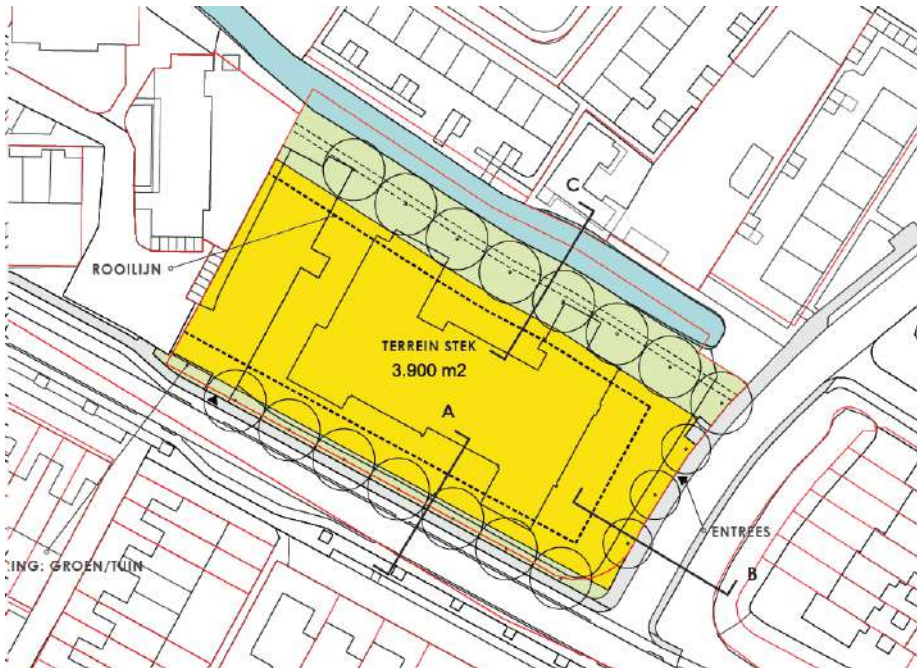 C
ROOILIJN
TERREIN STEK
3.900 m2
A
ENTREES
ING: GROEN/TUIN
B